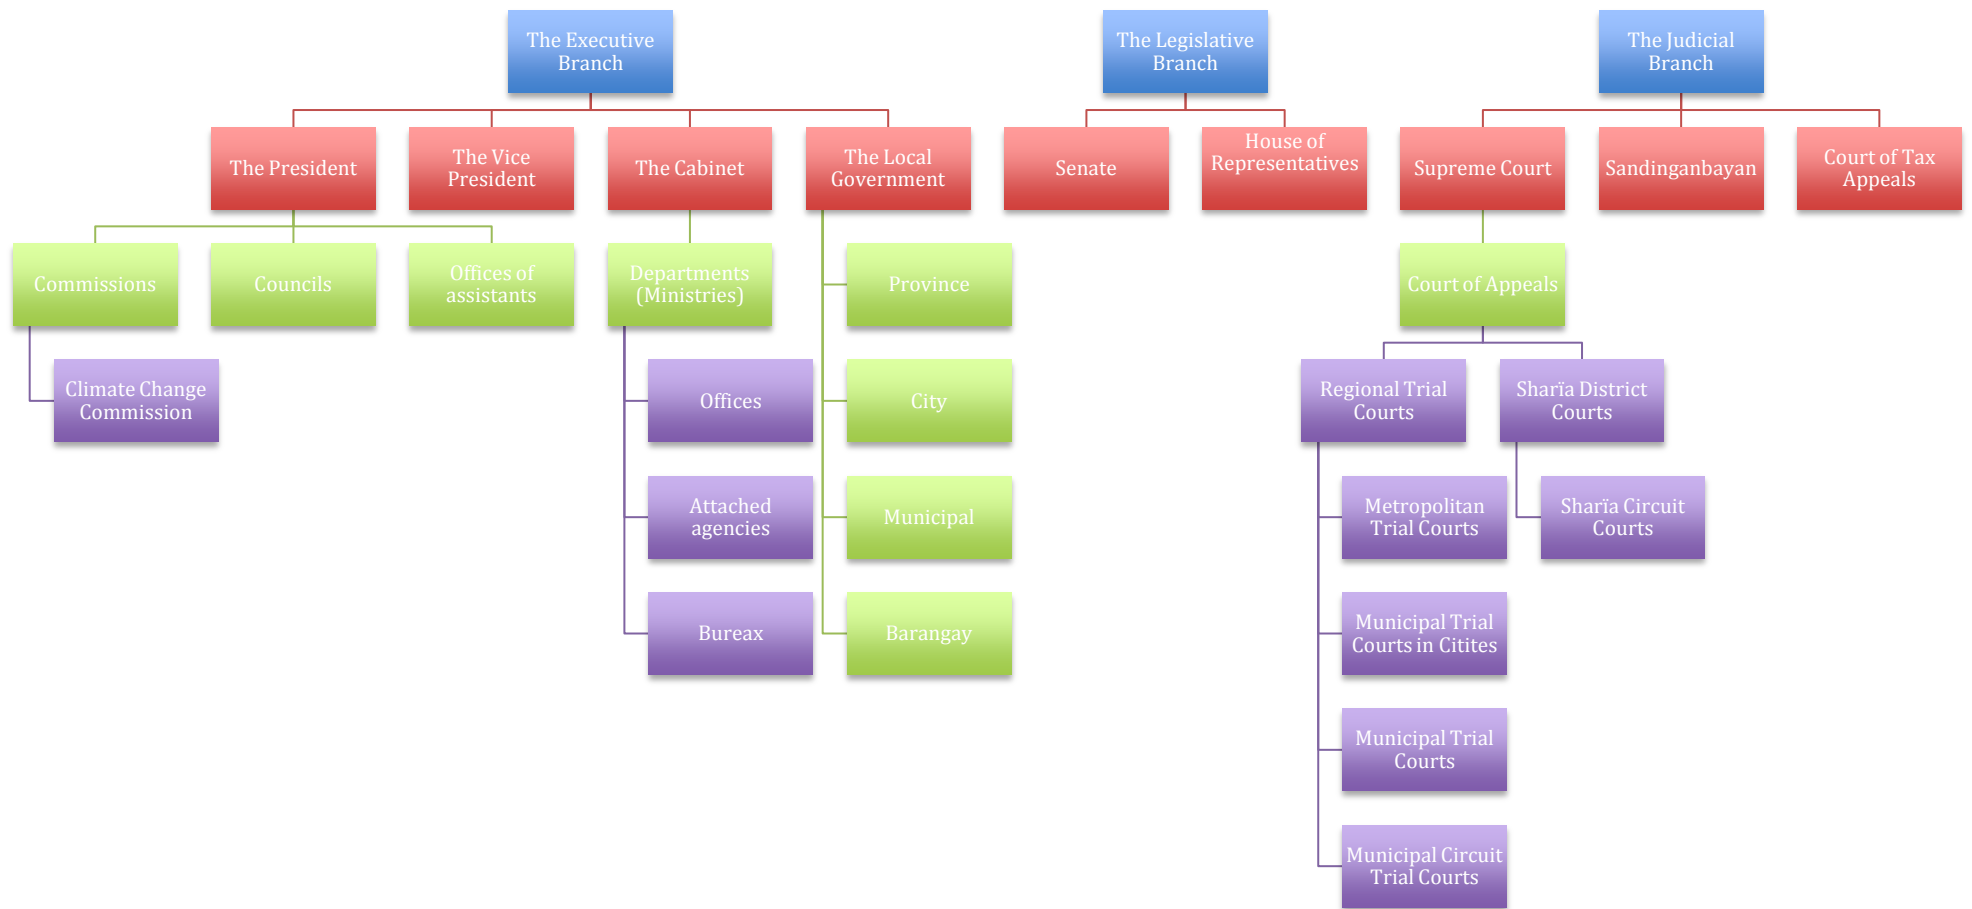 The Executive
Branch
The Legislative
Branch
The Judicial
Branch
The President
The Vice
President
The Cabinet
The Local
Government
Senate
House of
Representatives
Supreme Court
Sandinganbayan
Court of Tax
Appeals
Commissions
Councils
Offices of
assistants
Departments
(Ministries)
Province
Court of Appeals
Climate Change
Commission
Offices
City
Regional Trial
Courts
Sharïa District
Courts
Attached
agencies
Municipal
Metropolitan
Trial Courts
Sharïa Circuit
Courts
Bureax
Barangay
Municipal Trial
Courts in Citites
Municipal Trial
Courts
Municipal Circuit
Trial Courts